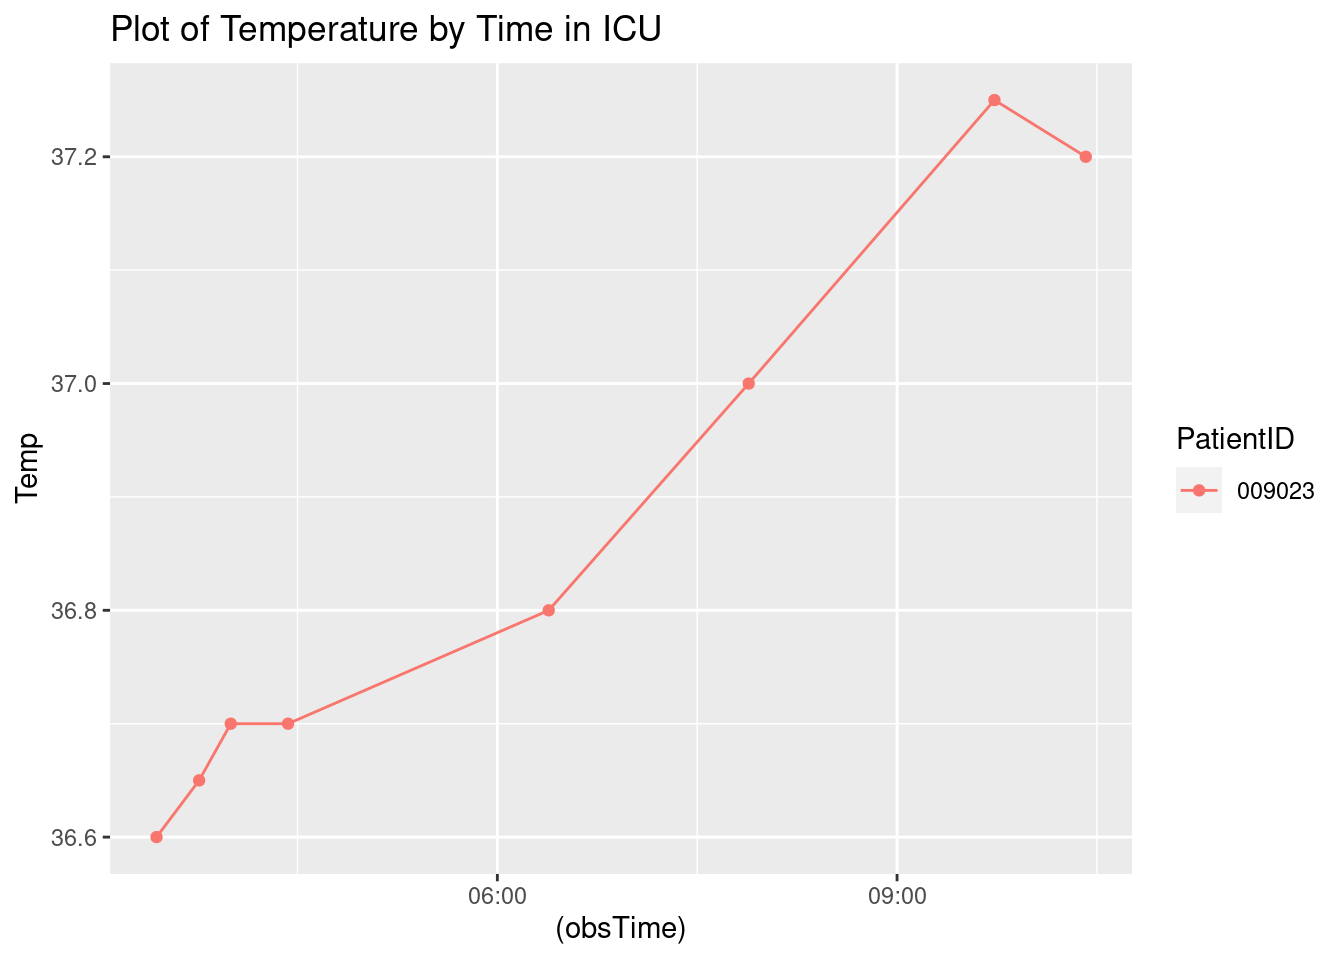 Plot of Temperature by Time in ICU
37.2
37.0
36.8
36.6
Temp
06:00 09:00
(obsTime)
PatientID
009023